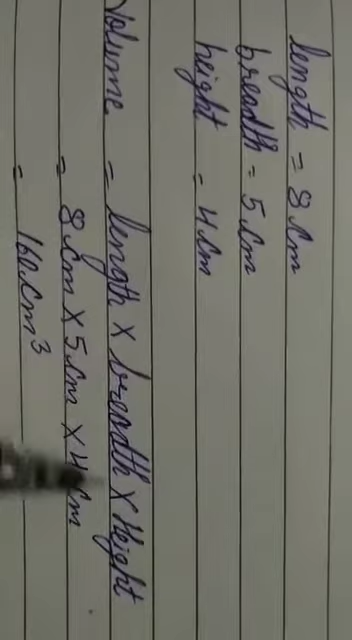 length = 8 cm
breadth = 5 cm
height = 4 cm
Volume = length × breadth × Height
= 8 cm × 5 cm × 4 cm
= 160 cm³